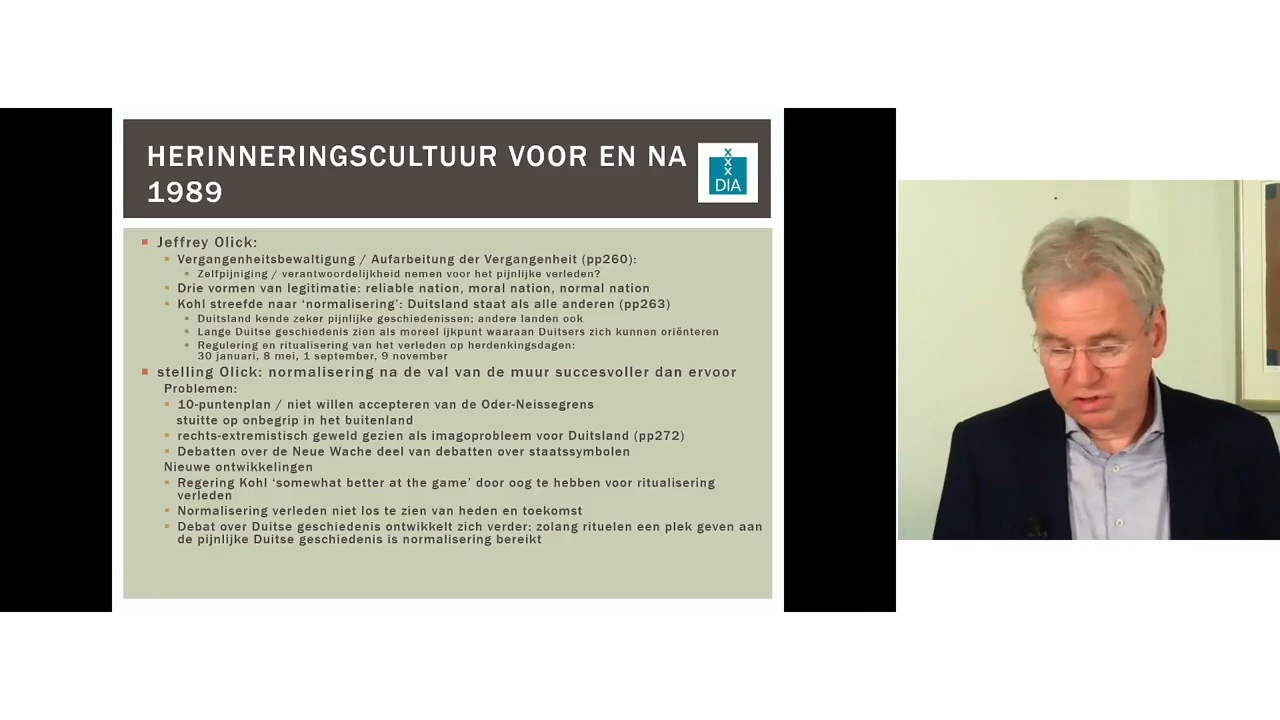 HERINNERINGSCULTUUR VOOR EN NA
1989
X
X
X
DIA
Jeffrey Olick:
Vergangenheitsbewaltigung / Aufarbeitung der Vergangenheit (pp260):
Zelfpijniging / verantwoordelijkheid nemen voor het pijnlijke verleden?
Drie vormen van legitimatie: reliable nation, moral nation, normal nation
Kohl streefde naar ‘normalisering’: Duitsland staat als alle anderen (pp263)
Duitsland kende zeker pijnlijke geschiedenissen; andere landen ook
Lange Duitse geschiedenis zien als moreel ijkpunt waaraan Duitsers zich kunnen oriënteren
Regulering en ritualisering van het verleden op herdenkingsdagen:
30 januari, 8 mei, 1 september, 9 november
stelling Olick: normalisering na de val van de muur succesvoller dan ervoor
Problemen:
10-puntenplan / niet willen accepteren van de Oder-Neissegrens
stuitte op onbegrip in het buitenland
rechts-extremistisch geweld gezien als imagoprobleem voor Duitsland (pp272)
Debatten over de Neue Wache deel van debatten over staatssymbolen
Nieuwe ontwikkelingen
Regering Kohl ‘somewhat better at the game’ door oog te hebben voor ritualisering
verleden
Normalisering verleden niet los te zien van heden en toekomst
Debat over Duitse geschiedenis ontwikkelt zich verder: zolang rituelen een plek geven aan
de pijnlijke Duitse geschiedenis is normalisering bereikt